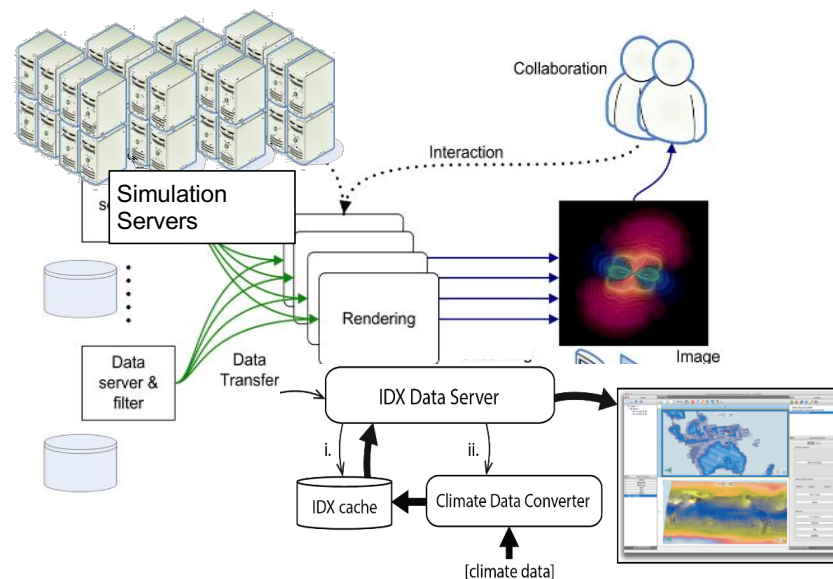 Collaboration
Interaction
Simulation
Servers
Rendering
Data
server &
filter
Data
Transfer
Image
IDX Data Server
i.
ii.
IDX cache
Climate Data Converter
[climate data]